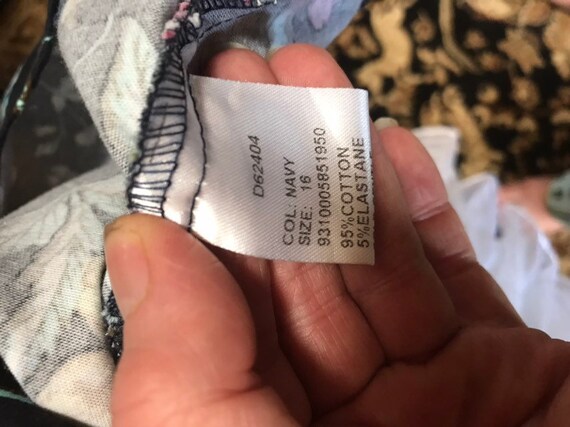 D62404
COL: NAVY
SIZE: 16
9310005851950
95%COTTON
5%ELASTANE